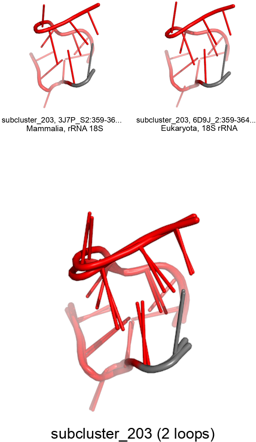 subcluster_203, 3J7P_S2:359-36...
Mammalia, rRNA 18S
subcluster_203, 6D9J_2:359-364...
Eukaryota, 18S rRNA
subcluster_203 (2 loops)